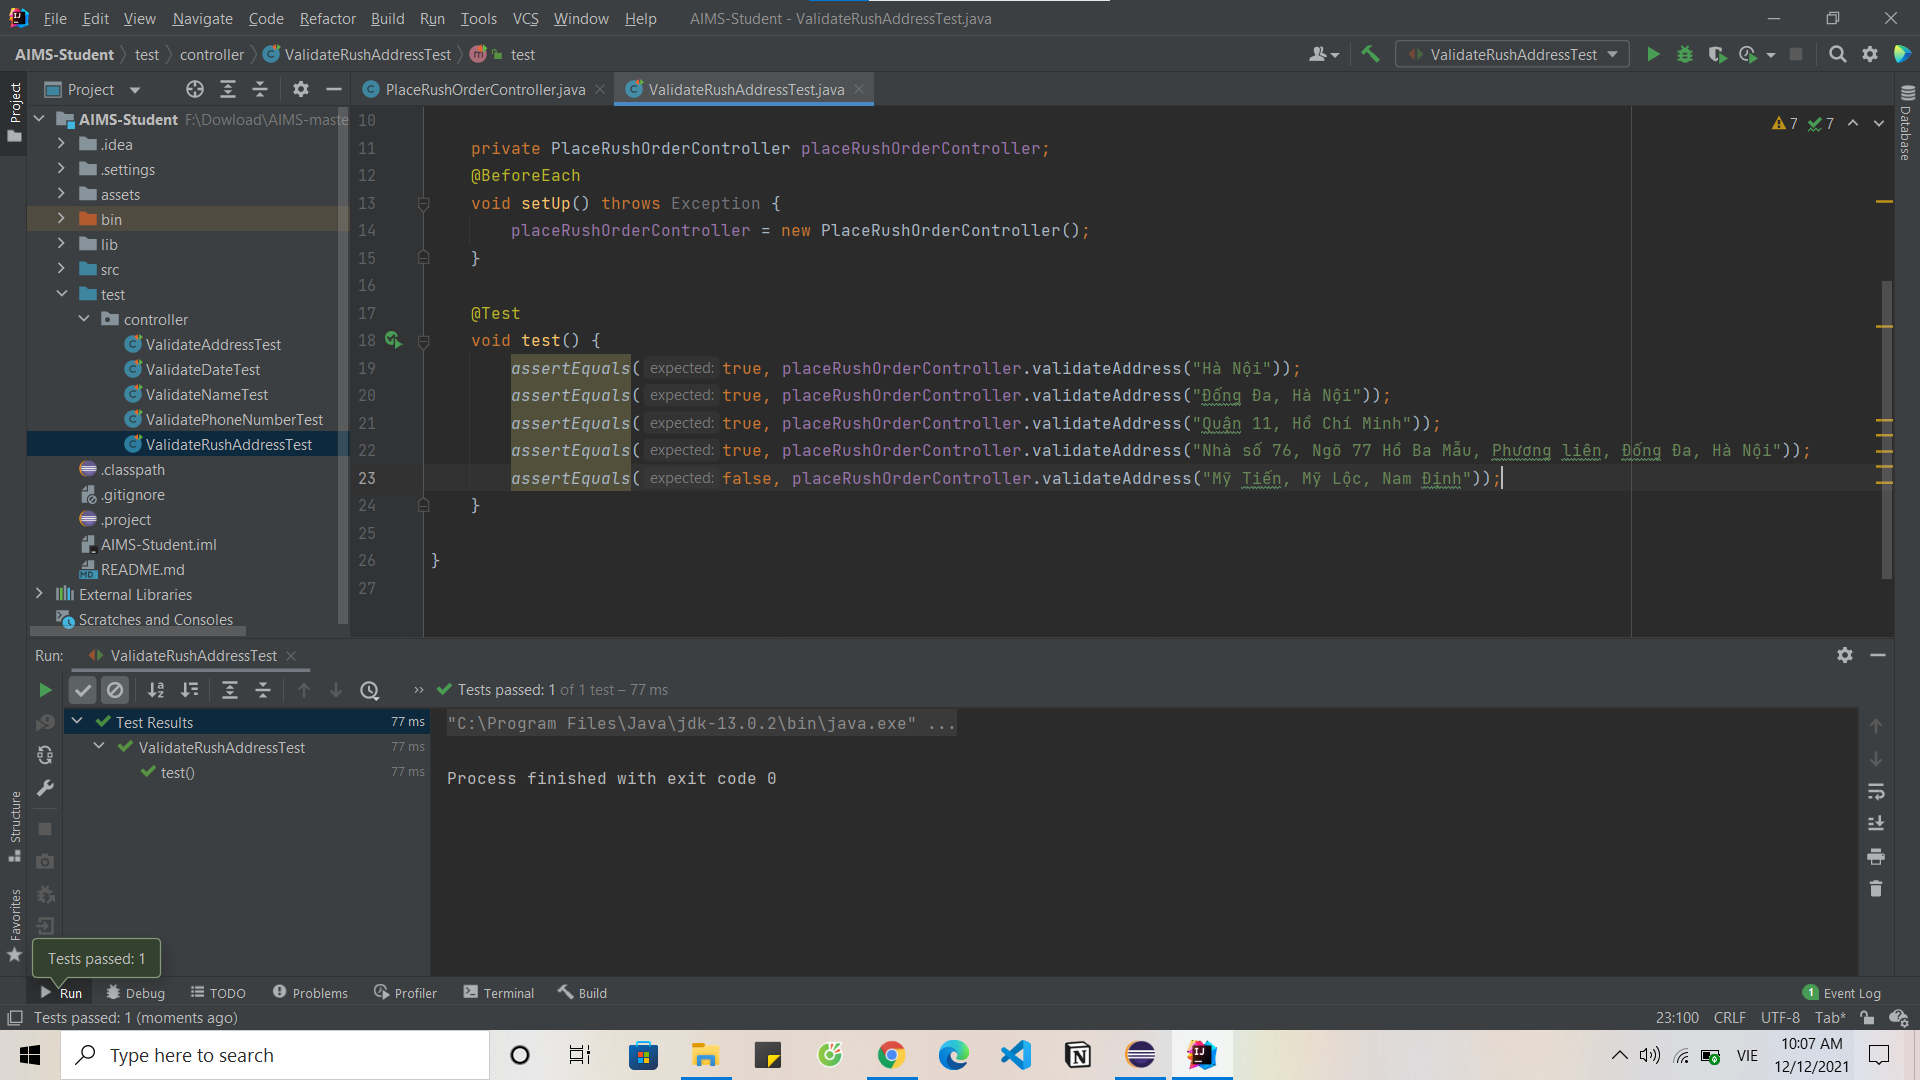 File Edit View Navigate Code Refactor Build Run Tools VCS Window Help AIMS-Student - ValidateRushAddressTest.java
AIMS-Student test controller ValidateRushAddressTest test ValidateRushAddressTest
Project
Project
PlaceRushOrderController.java
ValidateRushAddressTest.java
AIMS-Student F:\Dowload\AIMS-maste
.idea
.settings
assets
bin
lib
src
test
controller
ValidateAddressTest
ValidateDateTest
ValidateNameTest
ValidatePhoneNumberTest
ValidateRushAddressTest
.classpath
.gitignore
.project
AIMS-Student.iml
README.md
External Libraries
Scratches and Consoles
7 7
Database
10
11 private PlaceRushOrderController placeRushOrderController;
12 @BeforeEach
13 void setUp() throws Exception {
14 placeRushOrderController = new PlaceRushOrderController();
15 }
16
17 @Test
18 void test() {
19 assertEquals( expected: true, placeRushOrderController.validateAddress("Hà Nội"));
20 assertEquals( expected: true, placeRushOrderController.validateAddress("Đống Đa, Hà Nội"));
21 assertEquals( expected: true, placeRushOrderController.validateAddress("Quận 11, Hồ Chí Minh"));
22 assertEquals( expected: true, placeRushOrderController.validateAddress("Nhà số 76, Ngõ 77 Hồ Ba Mẫu, Phương liên, Đống Đa, Hà Nội"));
23 assertEquals( expected: false, placeRushOrderController.validateAddress("Mỹ Tiến, Mỹ Lộc, Nam Định"));
24 }
25
26 }
27
Run: ValidateRushAddressTest
Tests passed: 1 of 1 test – 77 ms
Test Results 77 ms
ValidateRushAddressTest 77 ms
test() 77 ms
"C:\Program Files\Java\jdk-13.0.2\bin\java.exe" ...
Process finished with exit code 0
Structure
Favorites
Tests passed: 1
Run Debug TODO Problems Profiler Terminal Build 1 Event Log
Tests passed: 1 (moments ago) 23:100 CRLF UTF-8 Tab*
Type here to search
VIE
10:07 AM
12/12/2021